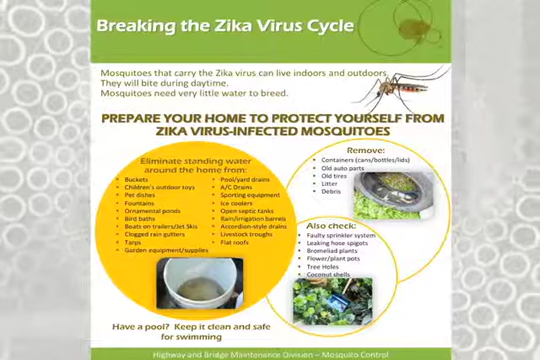 Breaking the Zika Virus Cycle
Mosquitoes that carry the Zika virus can live indoors and outdoors.
They will bite during daytime.
Mosquitoes need very little water to breed.
PREPARE YOUR HOME TO PROTECT YOURSELF FROM
ZIKA VIRUS-INFECTED MOSQUITOES
Eliminate standing water
around the home from:
• Buckets
• Children's outdoor toys
• Pet dishes
• Fountains
• Ornamental ponds
• Bird baths
• Boats on trailers/Jet Skis
• Clogged rain gutters
• Tarps
• Garden equipment/supplies
• Pool/yard drains
• A/C Drains
• Sporting equipment
• Ice coolers
• Open septic tanks
• Rain/irrigation barrels
• Accordion-style drains
• Livestock troughs
• Flat roofs
Remove:
• Containers (cans/bottles/lids)
• Old auto parts
• Old tires
• Litter
• Debris
Also check:
• Faulty sprinkler system
• Leaking hose spigots
• Bromeliad plants
• Flower/plant pots
• Tree Holes
• Coconut shells
Have a pool? Keep it clean and safe
for swimming
Highway and Bridge Maintenance Division – Mosquito Control